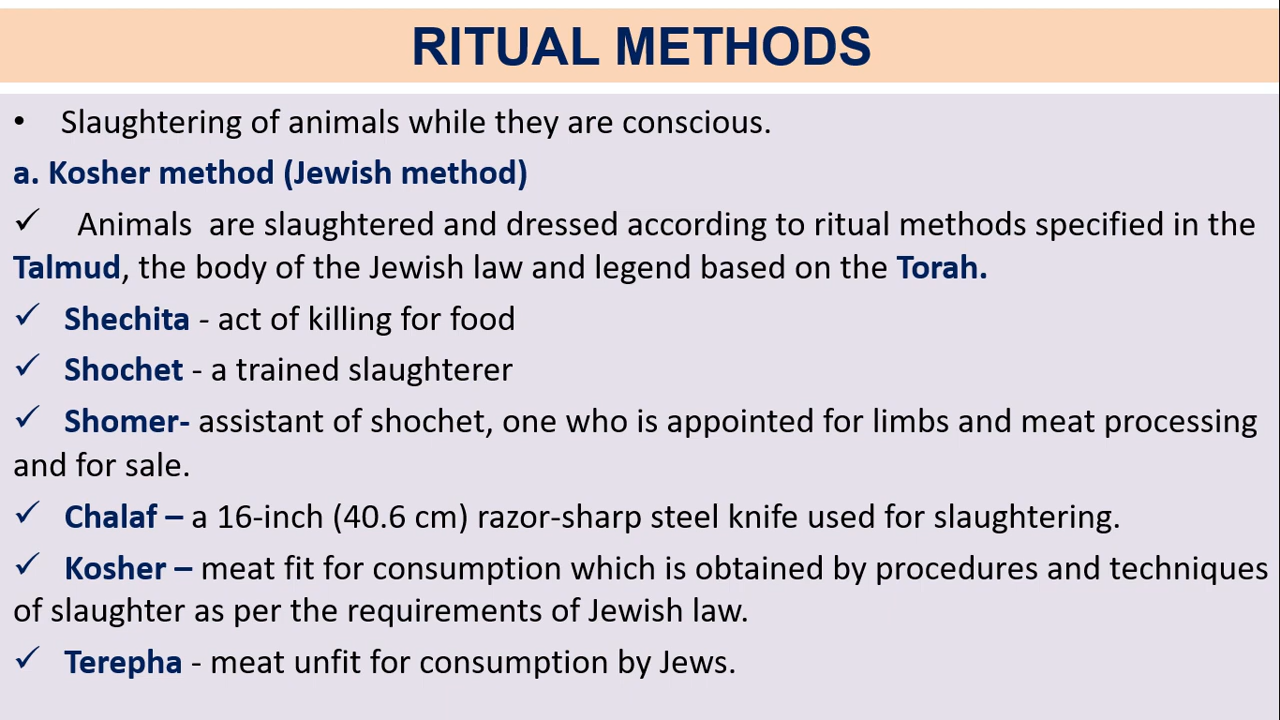 RITUAL METHODS
• Slaughtering of animals while they are conscious.
a. Kosher method (Jewish method)
✓ Animals are slaughtered and dressed according to ritual methods specified in the
Talmud, the body of the Jewish law and legend based on the Torah.
✓ Shechita - act of killing for food
✓ Shochet - a trained slaughterer
✓ Shomer- assistant of shochet, one who is appointed for limbs and meat processing
and for sale.
✓ Chalaf – a 16-inch (40.6 cm) razor-sharp steel knife used for slaughtering.
✓ Kosher – meat fit for consumption which is obtained by procedures and techniques
of slaughter as per the requirements of Jewish law.
✓ Terepha - meat unfit for consumption by Jews.